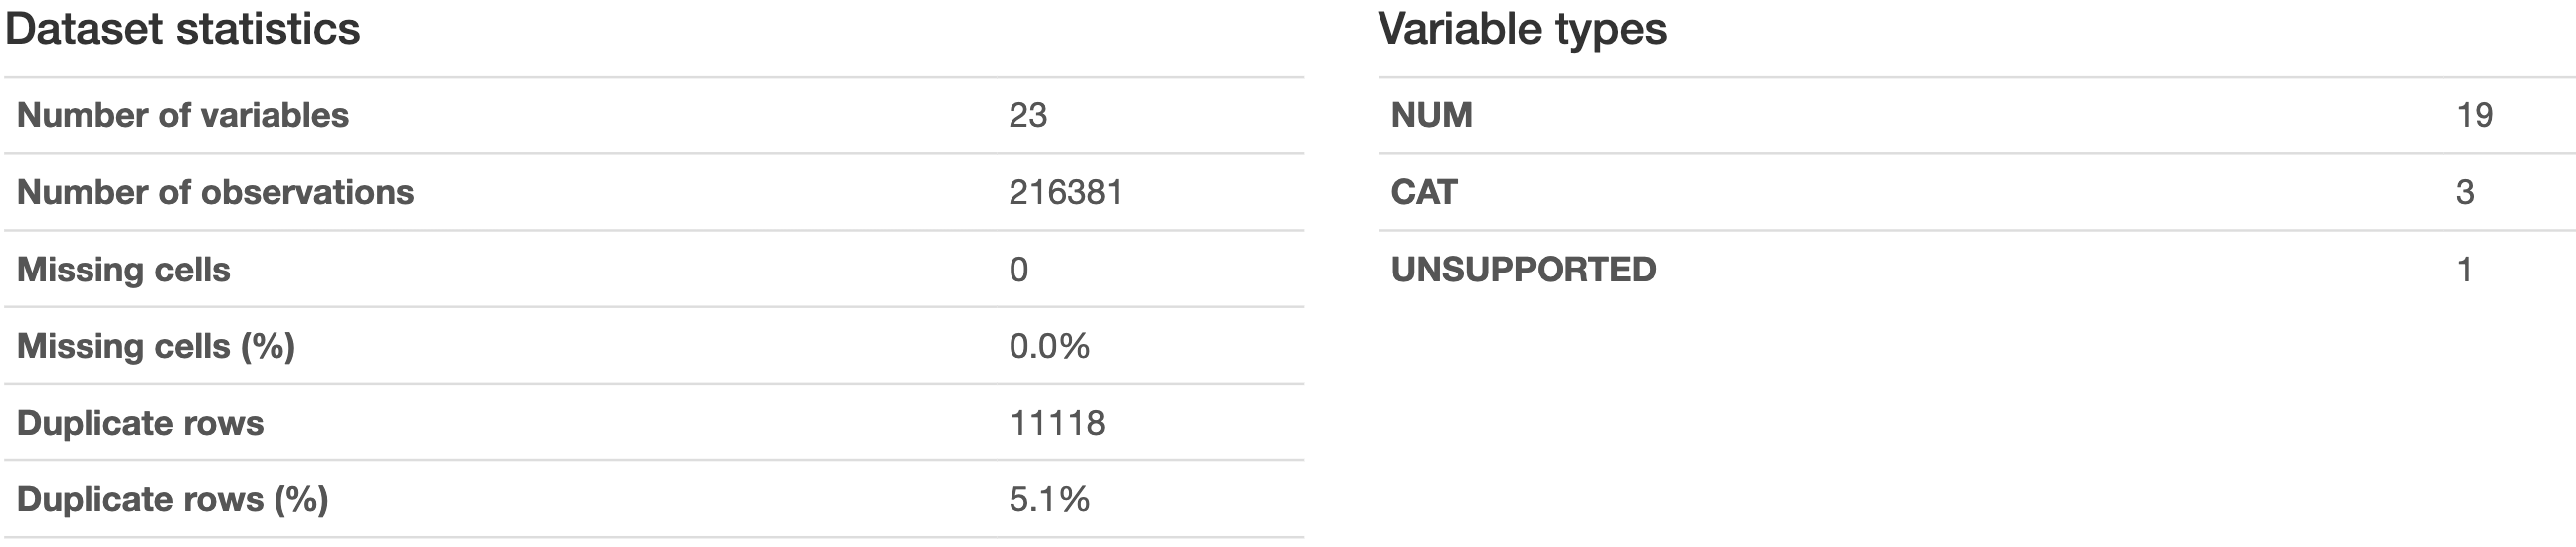 Dataset statistics
Number of variables 23
Number of observations 216381
Missing cells 0
Missing cells (%) 0.0%
Duplicate rows 11118
Duplicate rows (%) 5.1%
Variable types
NUM 19
CAT 3
UNSUPPORTED 1